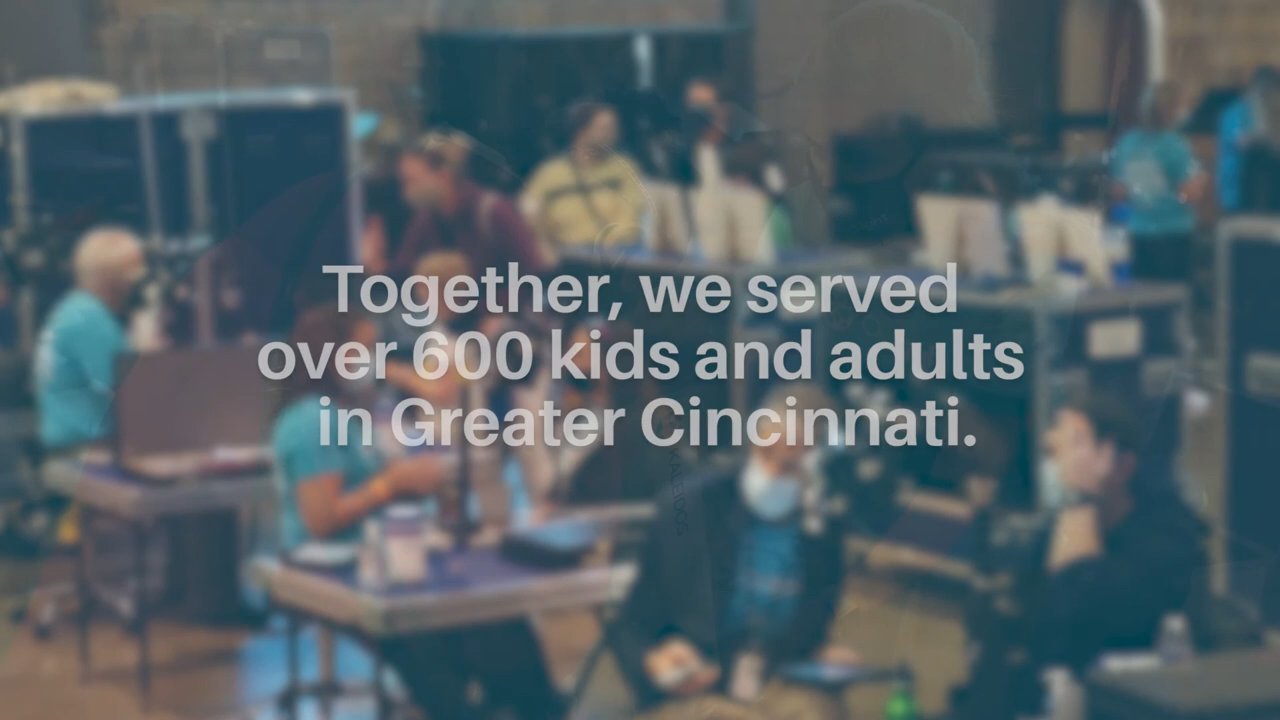 Together, we served
over 600 kids and adults
in Greater Cincinnati.